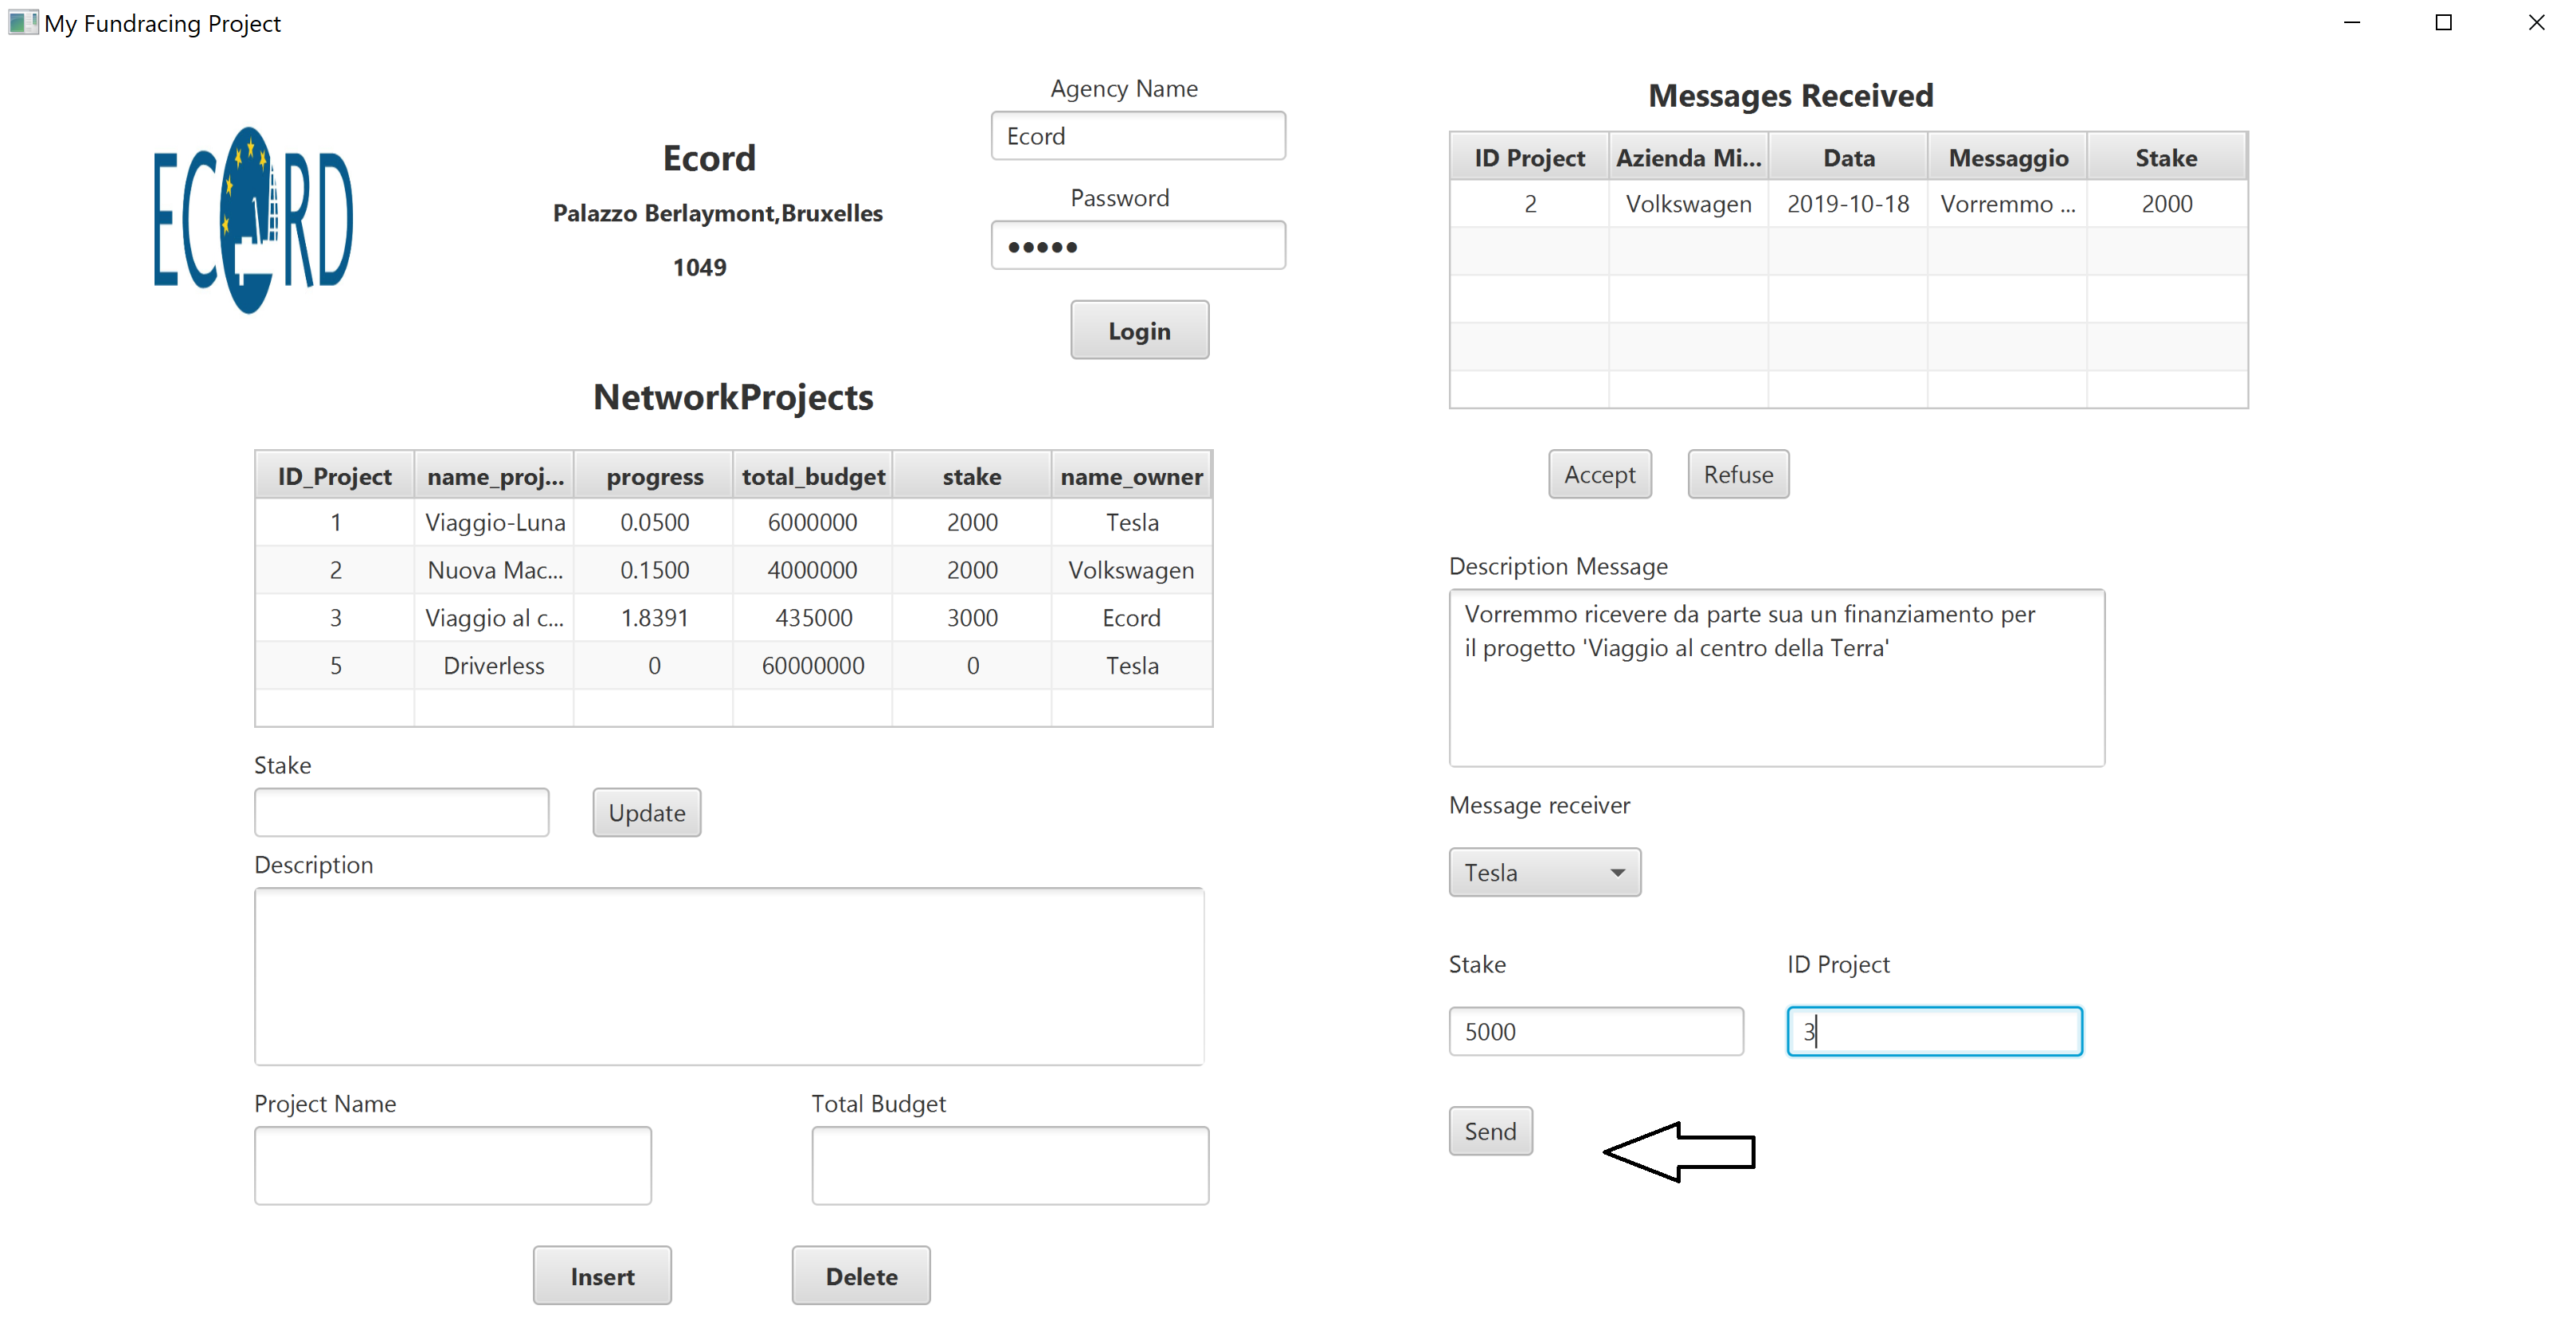 My Fundracing Project
ECORD
Ecord
Palazzo Berlaymont,Bruxelles
1049
Agency Name
Ecord
Password
●●●●●
Login
NetworkProjects
ID_Project name_proj... progress total_budget stake name_owner
1 Viaggio-Luna 0.0500 6000000 2000 Tesla
2 Nuova Mac... 0.1500 4000000 2000 Volkswagen
3 Viaggio al c... 1.8391 435000 3000 Ecord
5 Driverless 0 60000000 0 Tesla
Stake
Update
Description
Project Name Total Budget
Insert Delete
Messages Received
ID Project Azienda Mi... Data Messaggio Stake
2 Volkswagen 2019-10-18 Vorremmo ... 2000
Accept Refuse
Description Message
Vorremmo ricevere da parte sua un finanziamento per
il progetto 'Viaggio al centro della Terra'
Message receiver
Tesla
Stake ID Project
5000 3
Send